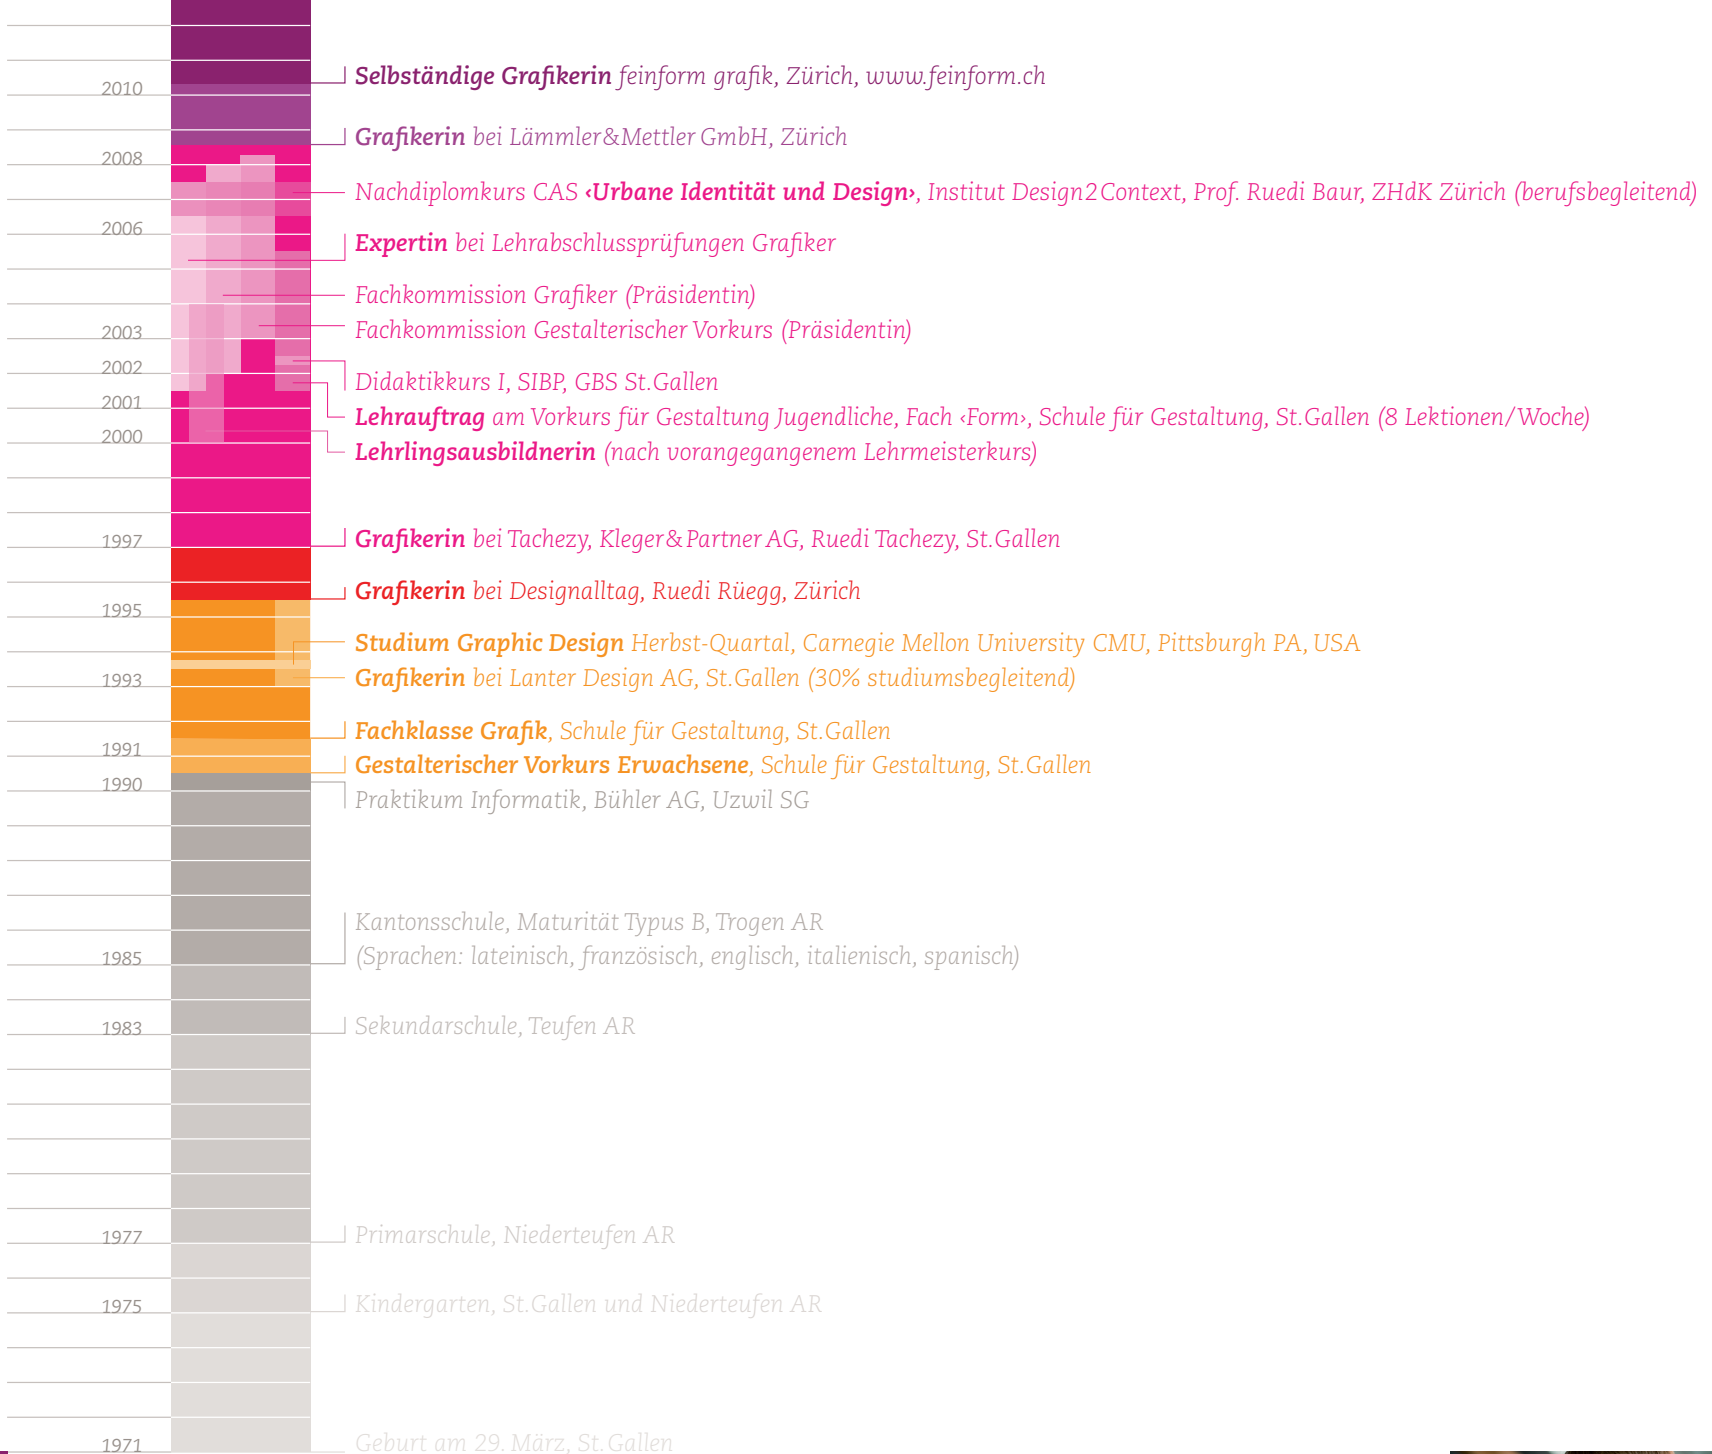 2010
Selbständige Grafikerin feinform grafik, Zürich, www.feinform.ch
Grafikerin bei Lämmler&Mettler GmbH, Zürich
2008
Nachdiplomkurs CAS ‹Urbane Identität und Design›, Institut Design2Context, Prof. Ruedi Baur, ZHdK Zürich (berufsbegleitend)
2006
Expertin bei Lehrabschlussprüfungen Grafiker
Fachkommission Grafiker (Präsidentin)
2003
Fachkommission Gestalterischer Vorkurs (Präsidentin)
2002
Didaktikkurs I, SIBP, GBS St.Gallen
2001
Lehrauftrag am Vorkurs für Gestaltung Jugendliche, Fach ‹Form›, Schule für Gestaltung, St.Gallen (8 Lektionen/Woche)
2000
Lehrlingsausbildnerin (nach vorangegangenem Lehrmeisterkurs)
1997
Grafikerin bei Tachezy, Kleger&Partner AG, Ruedi Tachezy, St.Gallen
Grafikerin bei Designalltag, Ruedi Rüegg, Zürich
1995
Studium Graphic Design Herbst-Quartal, Carnegie Mellon University CMU, Pittsburgh PA, USA
1993
Grafikerin bei Lanter Design AG, St.Gallen (30% studiumsbegleitend)
Fachklasse Grafik, Schule für Gestaltung, St.Gallen
1991
Gestalterischer Vorkurs Erwachsene, Schule für Gestaltung, St.Gallen
1990
Praktikum Informatik, Bühler AG, Uzwil SG
Kantonsschule, Maturität Typus B, Trogen AR
1985
(Sprachen: lateinisch, französisch, englisch, italienisch, spanisch)
1983
Sekundarschule, Teufen AR
1977
Primarschule, Niederteufen AR
1975
Kindergarten, St.Gallen und Niederteufen AR
1971
Geburt am 29. März, St.Gallen